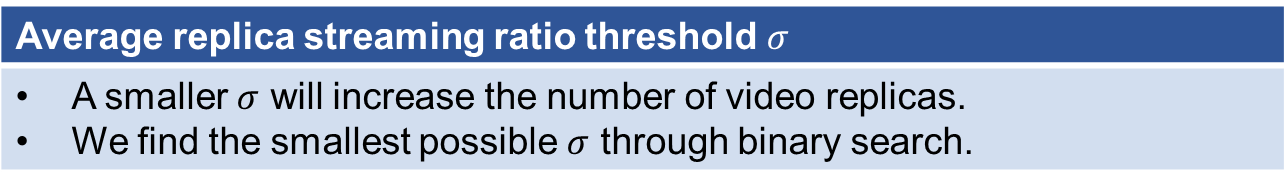 Average replica streaming ratio threshold 𝜎
• A smaller 𝜎 will increase the number of video replicas.
• We find the smallest possible 𝜎 through binary search.